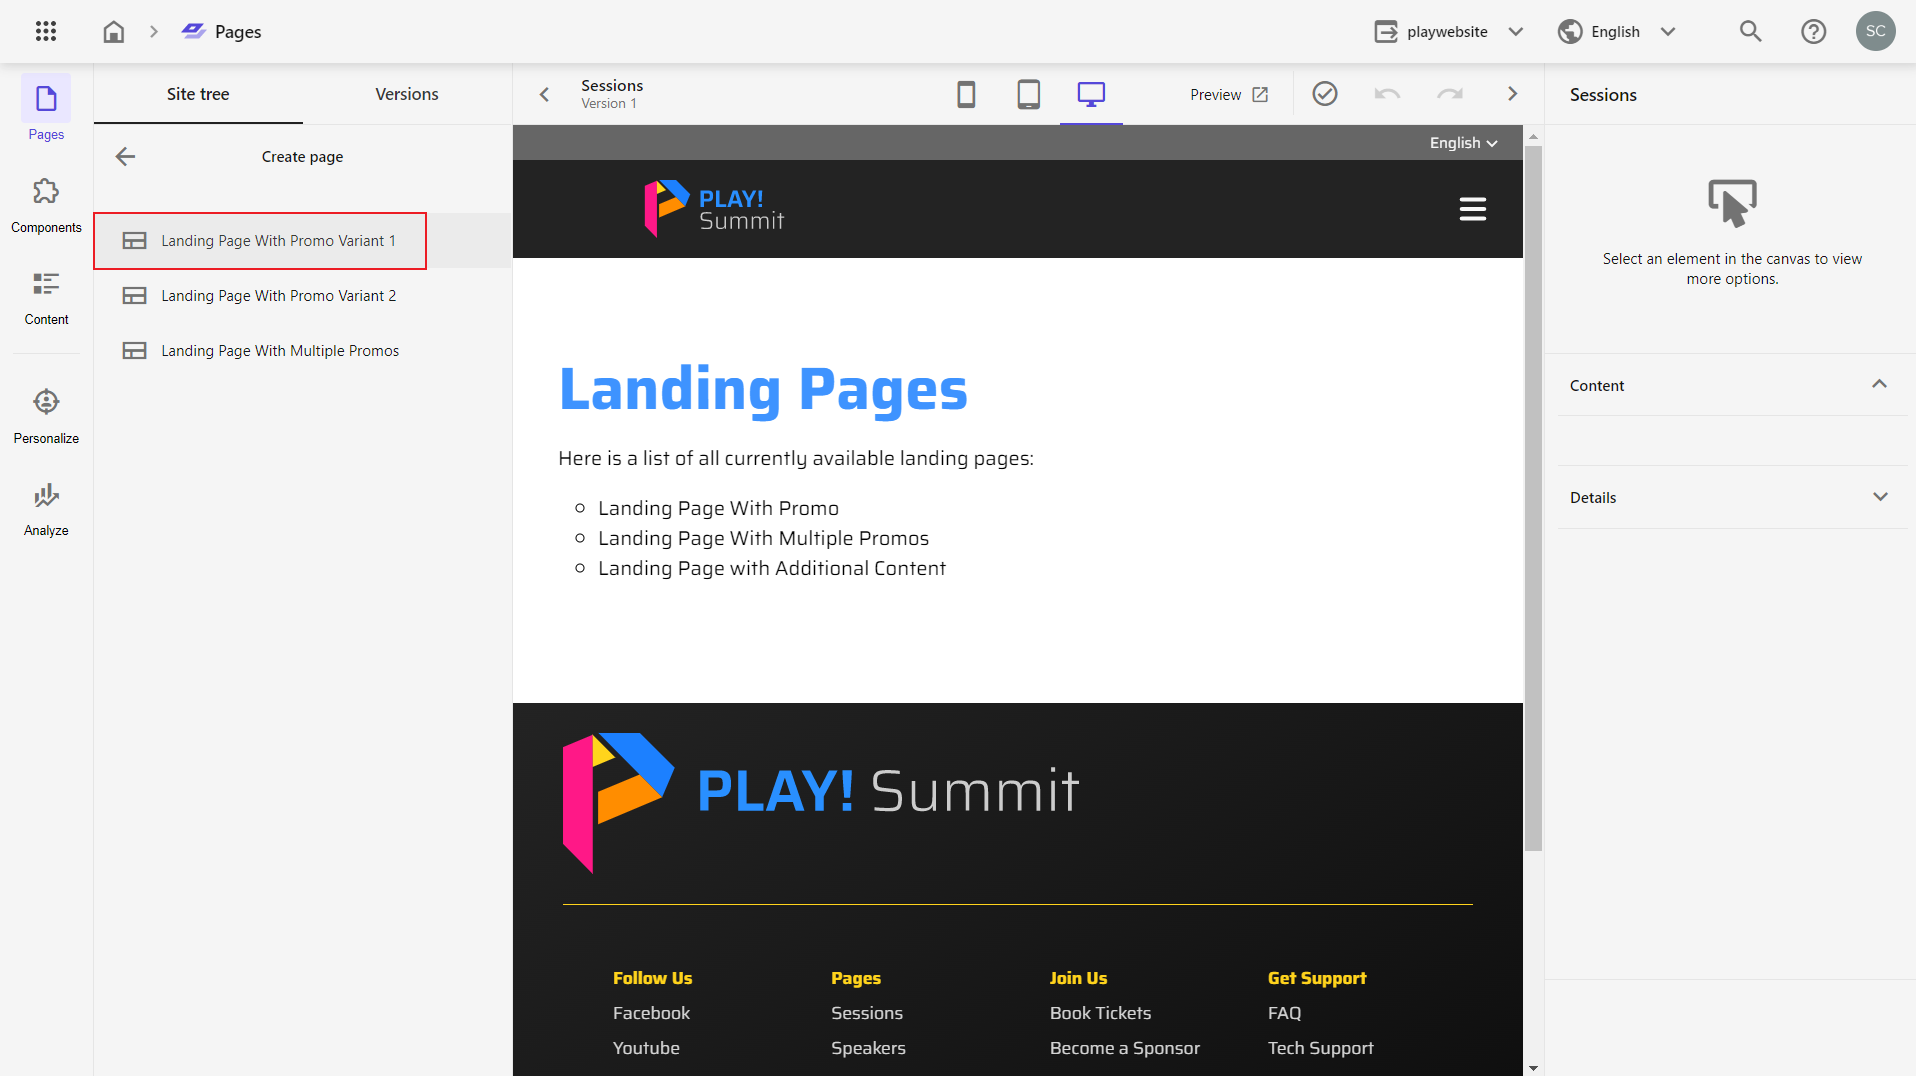 Pages
playwebsite
English
SC
Pages
Components
Content
Personalize
Analyze
Site tree
Versions
Create page
Landing Page With Promo Variant 1
Landing Page With Promo Variant 2
Landing Page With Multiple Promos
Sessions
Version 1
Preview
English
PLAY!
Summit
Landing Pages
Here is a list of all currently available landing pages:
Landing Page With Promo
Landing Page With Multiple Promos
Landing Page with Additional Content
PLAY! Summit
Follow Us
Facebook
Youtube
Pages
Sessions
Speakers
Join Us
Book Tickets
Become a Sponsor
Get Support
FAQ
Tech Support
Sessions
Select an element in the canvas to view
more options.
Content
Details